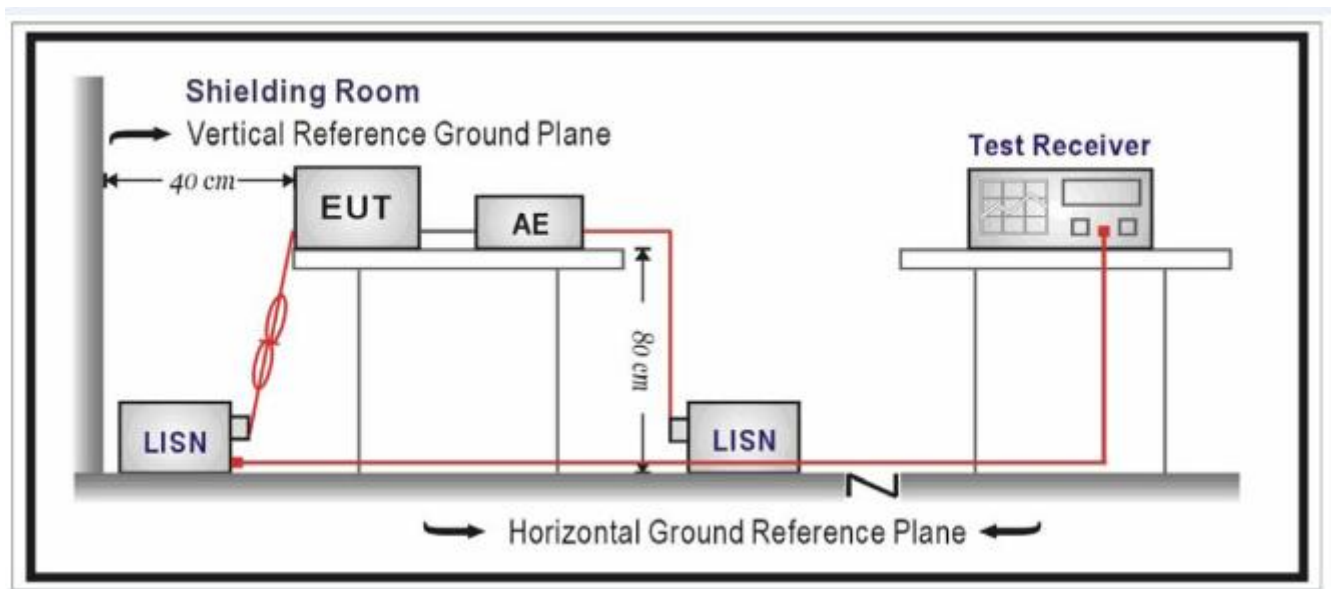 Shielding Room
Vertical Reference Ground Plane
40 cm
EUT
AE
Test Receiver
80 cm
LISN
LISN
Horizontal Ground Reference Plane